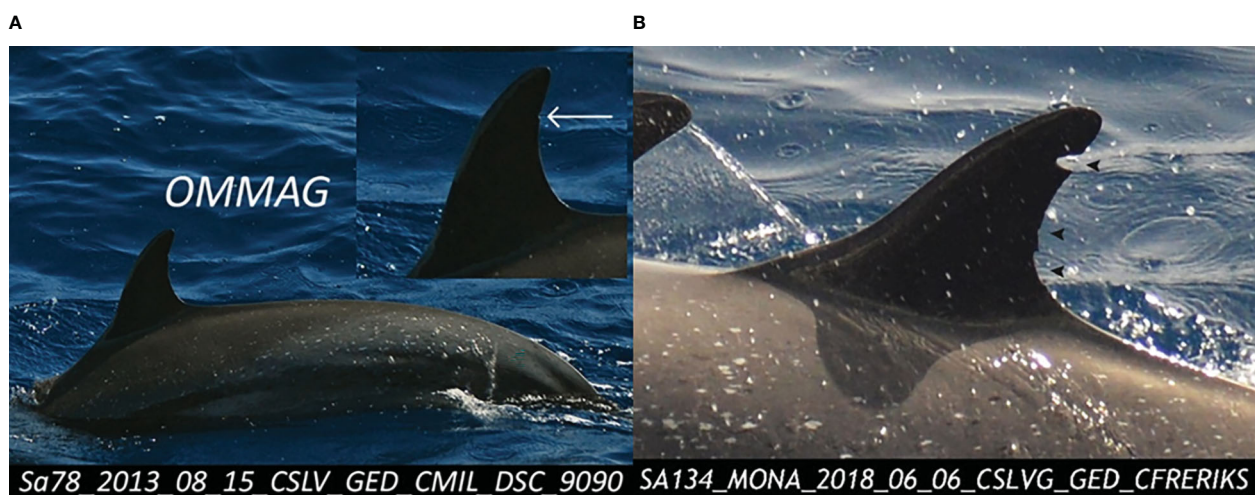 A
B
OMMAG
Sa78_2013_08_15_CSLV_GED_CMIL_DSC_9090
SA134_MONA_2018_06_06_CSLVG_GED_CFRERIKS